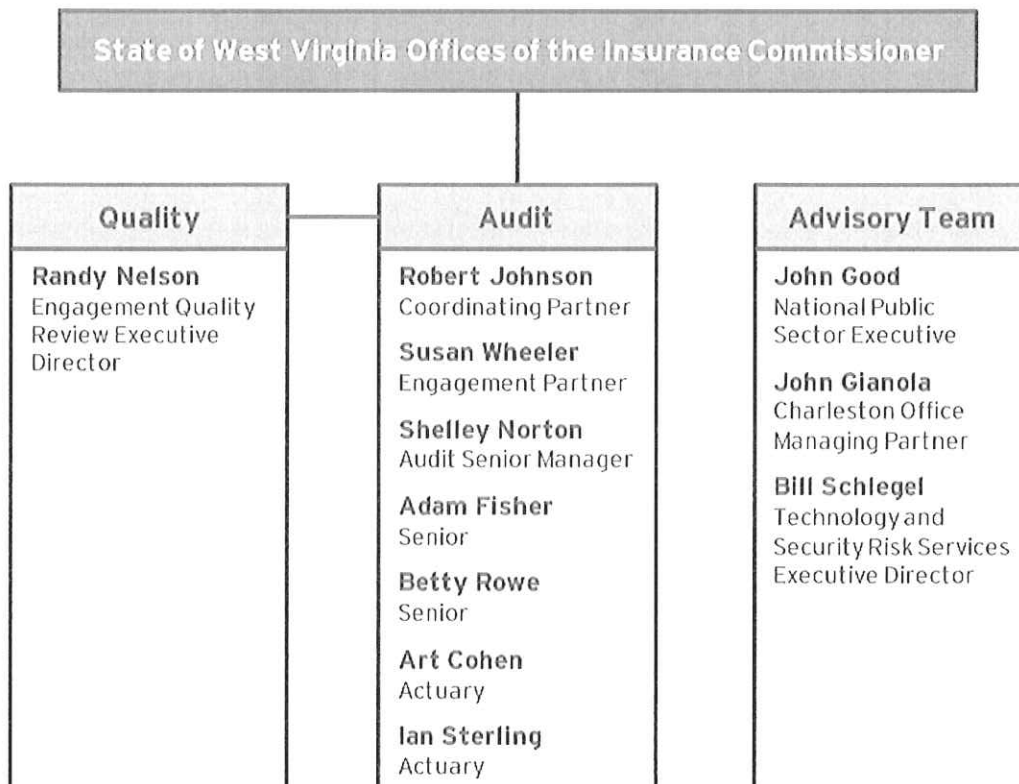 State of West Virginia Offices of the Insurance Commissioner
Quality
Randy Nelson
Engagement Quality
Review Executive
Director
Audit
Robert Johnson
Coordinating Partner
Susan Wheeler
Engagement Partner
Shelley Norton
Audit Senior Manager
Adam Fisher
Senior
Betty Rowe
Senior
Art Cohen
Actuary
Ian Sterling
Actuary
Advisory Team
John Good
National Public
Sector Executive
John Gianola
Charleston Office
Managing Partner
Bill Schlegel
Technology and
Security Risk Services
Executive Director